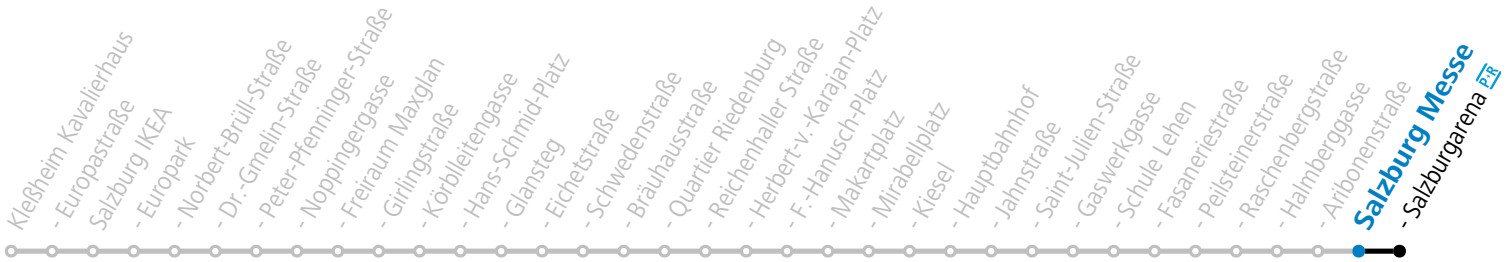 Kleßheim Kavalierhaus
- Europastraße
Salzburg IKEA
- Europark
- Norbert-Brüll-Straße
- Dr.-Gmelin-Straße
- Peter-Pfenninger-Straße
- Noppingergasse
- Freiraum Maxglan
- Girlingstraße
- Körbleitengasse
- Hans-Schmid-Platz
- Glansteg
- Eichetstraße
- Schwedenstraße
- Bräuhausstraße
Quartier Riedenburg
- Reichenhaller Straße
- Herbert-v.-Karajan-Platz
- F.-Hanusch-Platz
- Makartplatz
- Mirabellplatz
- Kiesel
- Hauptbahnhof
- Jahnstraße
- Saint-Julien-Straße
- Gaswerkgasse
- Schule Lehen
- Fasaneriestraße
- Peilsteinerstraße
- Raschenbergstraße
- Halmberggasse
- Aribonenstraße
Salzburg Messe
- Salzburgarena P+R